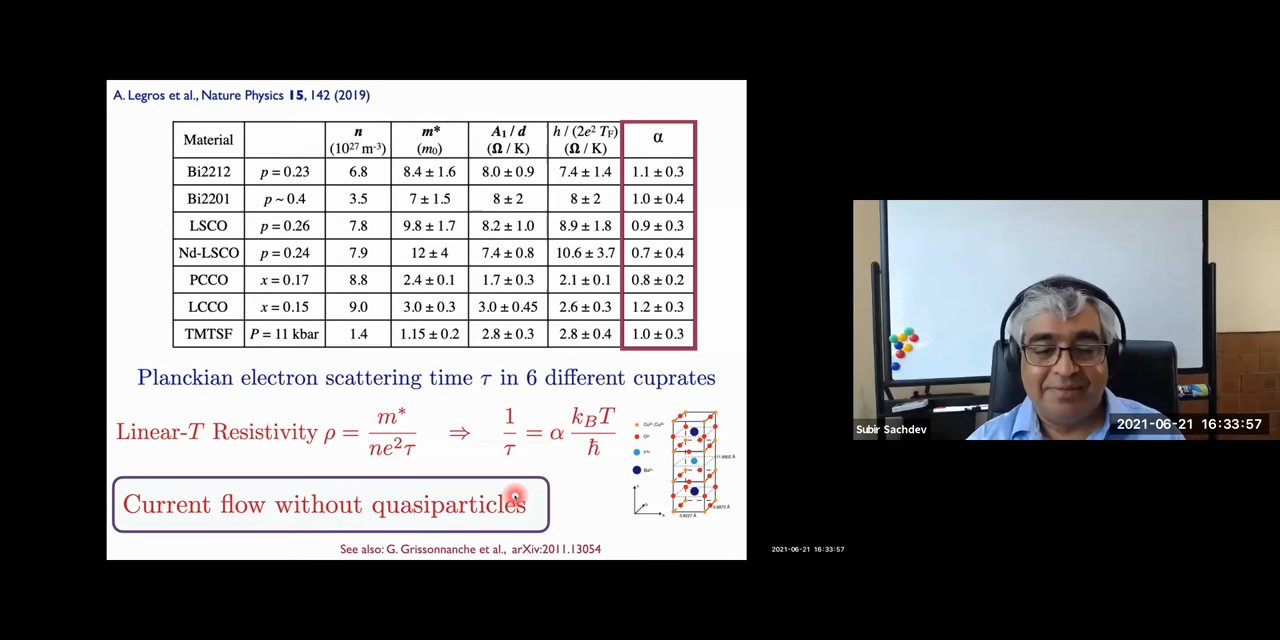 A. Legros et al., Nature Physics 15, 142 (2019)
Material n (10²⁷ m⁻³) m* (m₀) A₁ / d (Ω / K) h / (2e² T_F) (Ω / K) α
Bi2212 p = 0.23 6.8 8.4 ± 1.6 8.0 ± 0.9 7.4 ± 1.4 1.1 ± 0.3
Bi2201 p ~ 0.4 3.5 7 ± 1.5 8 ± 2 8 ± 2 1.0 ± 0.4
LSCO p = 0.26 7.8 9.8 ± 1.7 8.2 ± 1.0 8.9 ± 1.8 0.9 ± 0.3
Nd-LSCO p = 0.24 7.9 12 ± 4 7.4 ± 0.8 10.6 ± 3.7 0.7 ± 0.4
PCCO x = 0.17 8.8 2.4 ± 0.1 1.7 ± 0.3 2.1 ± 0.1 0.8 ± 0.2
LCCO x = 0.15 9.0 3.0 ± 0.3 3.0 ± 0.45 2.6 ± 0.3 1.2 ± 0.3
TMTSF P = 11 kbar 1.4 1.15 ± 0.2 2.8 ± 0.3 2.8 ± 0.4 1.0 ± 0.3
Planckian electron scattering time τ in 6 different cuprates
Linear-T Resistivity ρ = m*/(ne²τ) ⇒ 1/τ = α k_BT/ħ
Current flow without quasiparticles
See also: G. Grissonnanche et al., arXiv:2011.13054
Subir Sachdev
2021-06-21 16:33:57
2021-06-21 16:33:57